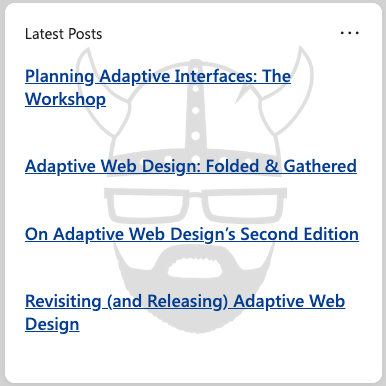 Latest Posts
Planning Adaptive Interfaces: The
Workshop
Adaptive Web Design: Folded & Gathered
On Adaptive Web Design’s Second Edition
Revisiting (and Releasing) Adaptive Web
Design